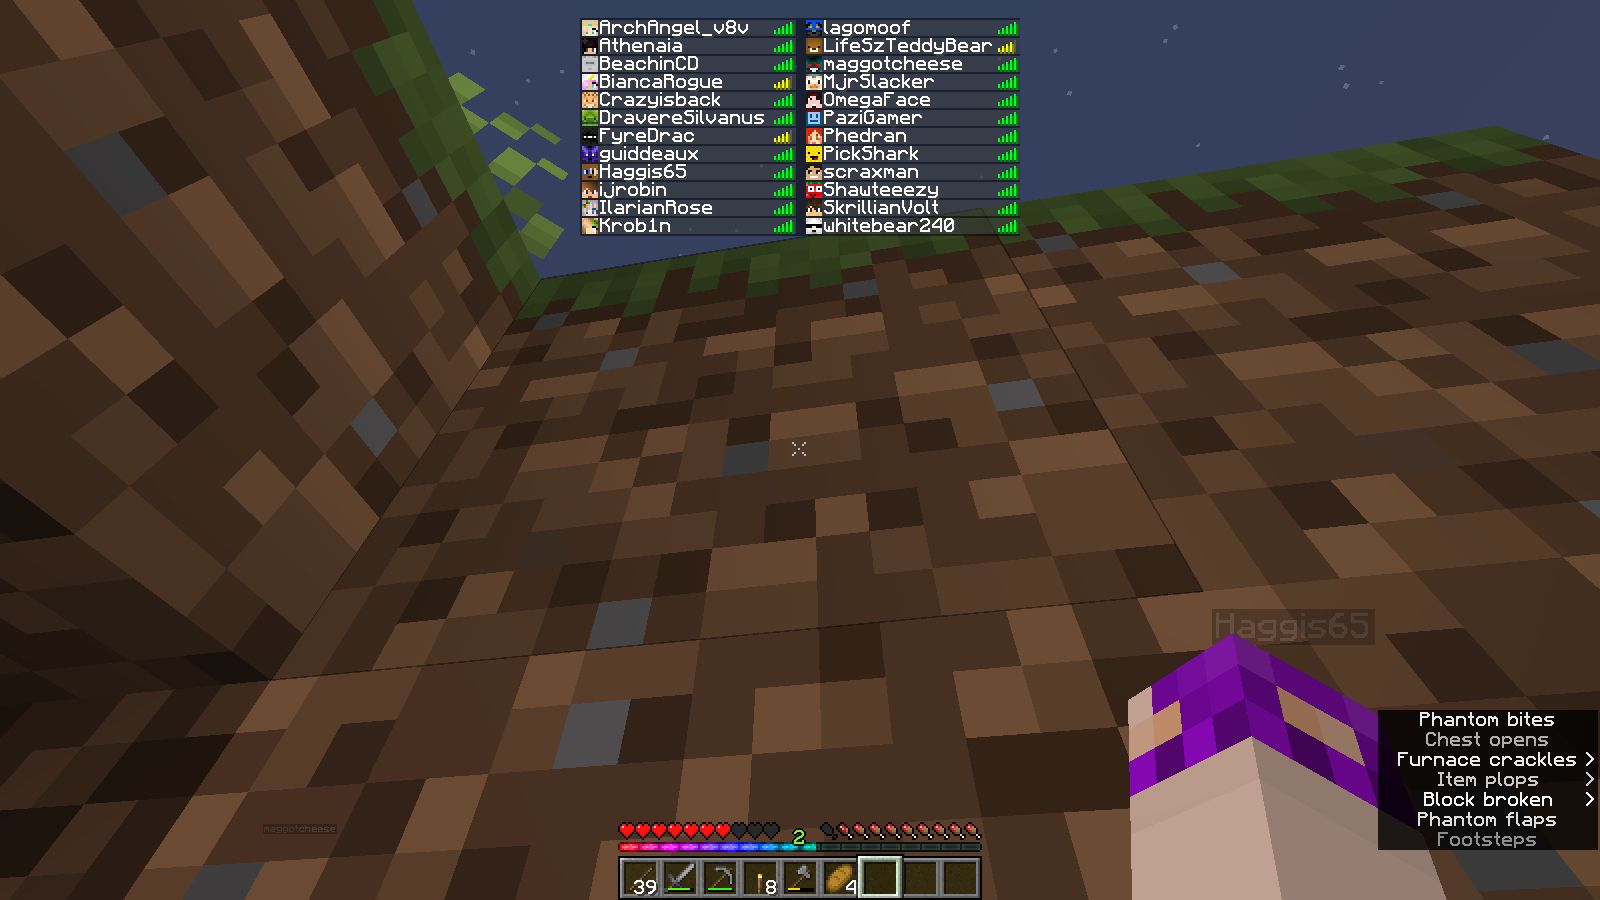 ArchAngel_v8v
Athenaia
BeachinCD
BiancaRogue
Crazyisback
DravereSilvanus
FyreDrac
guiddeaux
Haggis65
ijrobin
IlarianRose
Krob1n
lagomoof
LifeSzTeddyBear
maggotcheese
MjrSlacker
OmegaFace
PaziGamer
Phedran
PickShark
scraxman
Shawteeezy
SkrillianVolt
whitebear240
Haggis65
Phantom bites
Chest opens
Furnace crackles >
Item plops >
Block broken >
Phantom flaps
Footsteps
maggotcheese
2
39
8
4